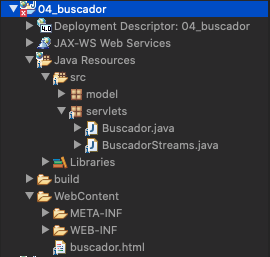 04_buscador
Deployment Descriptor: 04_buscador
JAX-WS Web Services
Java Resources
src
model
servlets
Buscador.java
BuscadorStreams.java
Libraries
build
WebContent
META-INF
WEB-INF
buscador.html